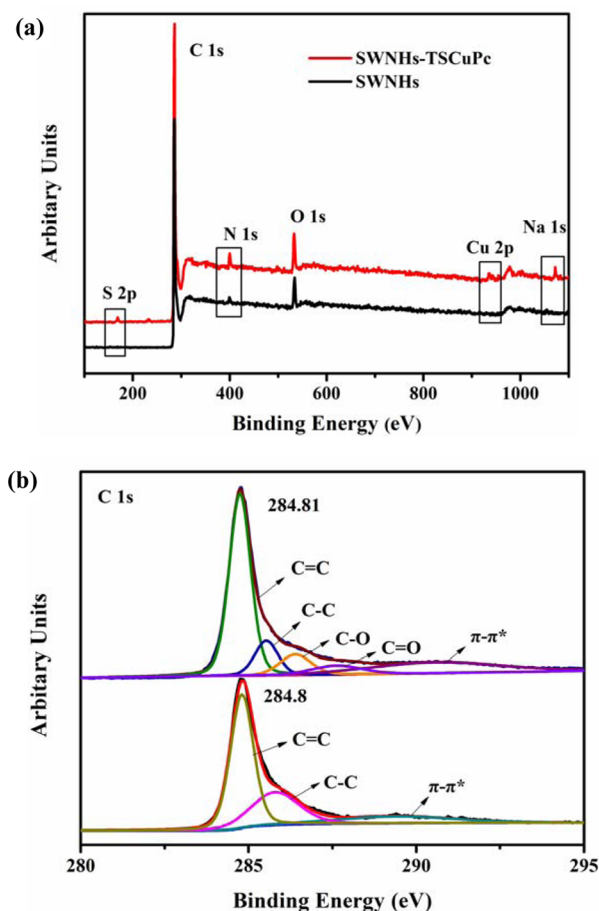 (a)
C 1s
SWNHs-TSCuPc
SWNHs
O 1s
N 1s
Cu 2p
Na 1s
S 2p
Arbitary Units
200
400
600
800
1000
Binding Energy (eV)
(b)
C 1s
284.81
C=C
C-C
C-O
C=O
π-π*
284.8
C=C
C-C
π-π*
Arbitary Units
280
285
290
295
Binding Energy (eV)